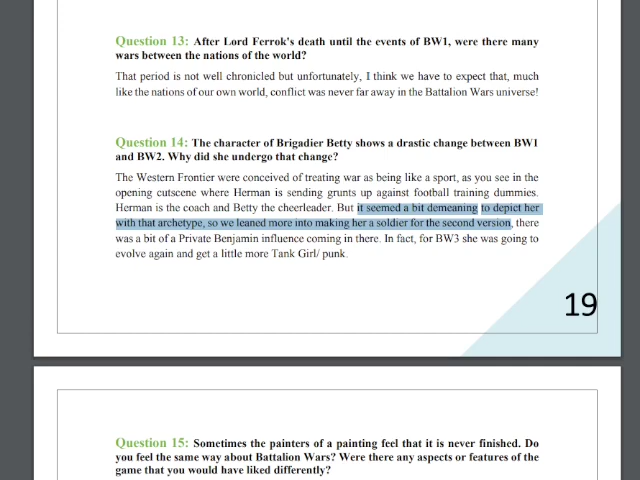 Question 13: After Lord Ferrok's death until the events of BW1, were there many
wars between the nations of the world?
That period is not well chronicled but unfortunately, I think we have to expect that, much
like the nations of our own world, conflict was never far away in the Battalion Wars universe!
Question 14: The character of Brigadier Betty shows a drastic change between BW1
and BW2. Why did she undergo that change?
The Western Frontier were conceived of treating war as being like a sport, as you see in the
opening cutscene where Herman is sending grunts up against football training dummies.
Herman is the coach and Betty the cheerleader. But it seemed a bit demeaning to depict her
with that archetype, so we leaned more into making her a soldier for the second version, there
was a bit of a Private Benjamin influence coming in there. In fact, for BW3 she was going to
evolve again and get a little more Tank Girl/ punk.
19
Question 15: Sometimes the painters of a painting feel that it is never finished. Do
you feel the same way about Battalion Wars? Were there any aspects or features of the
game that you would have liked differently?